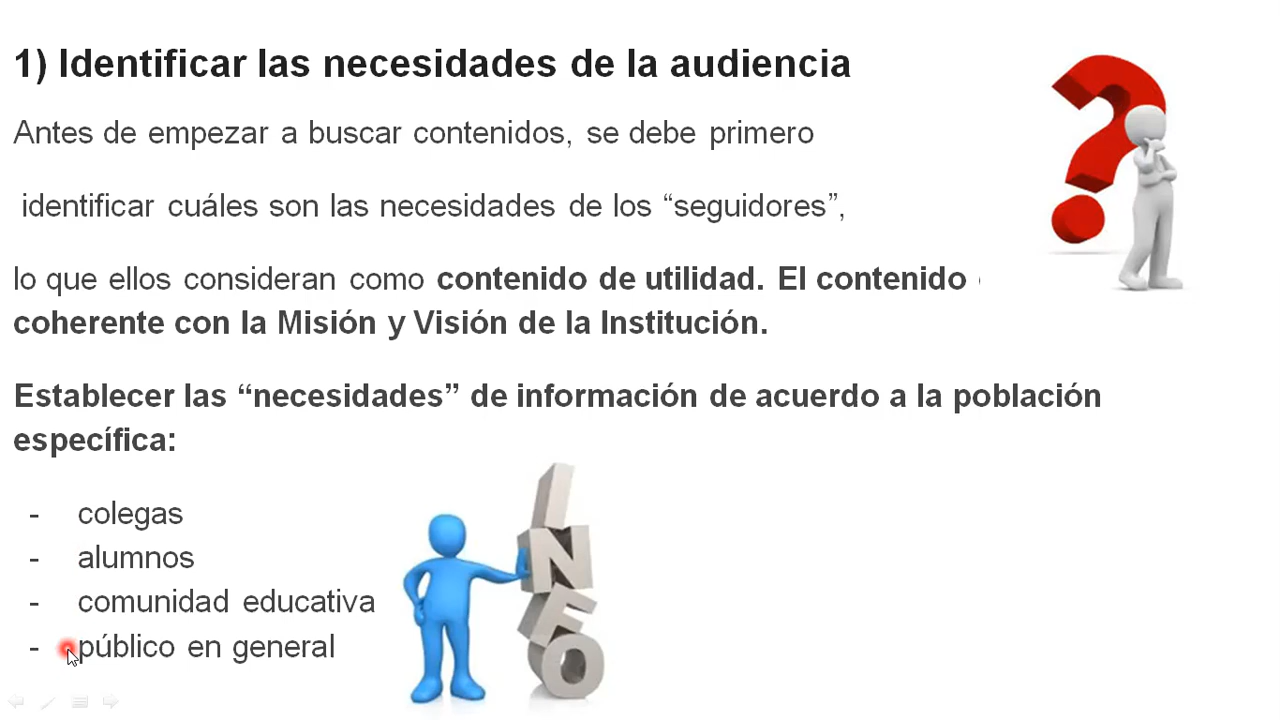 1) Identificar las necesidades de la audiencia
Antes de empezar a buscar contenidos, se debe primero
identificar cuáles son las necesidades de los “seguidores”,
lo que ellos consideran como contenido de utilidad. El contenido
coherente con la Misión y Visión de la Institución.
Establecer las “necesidades” de información de acuerdo a la población
específica:
- colegas
- alumnos
- comunidad educativa
- público en general
INFO